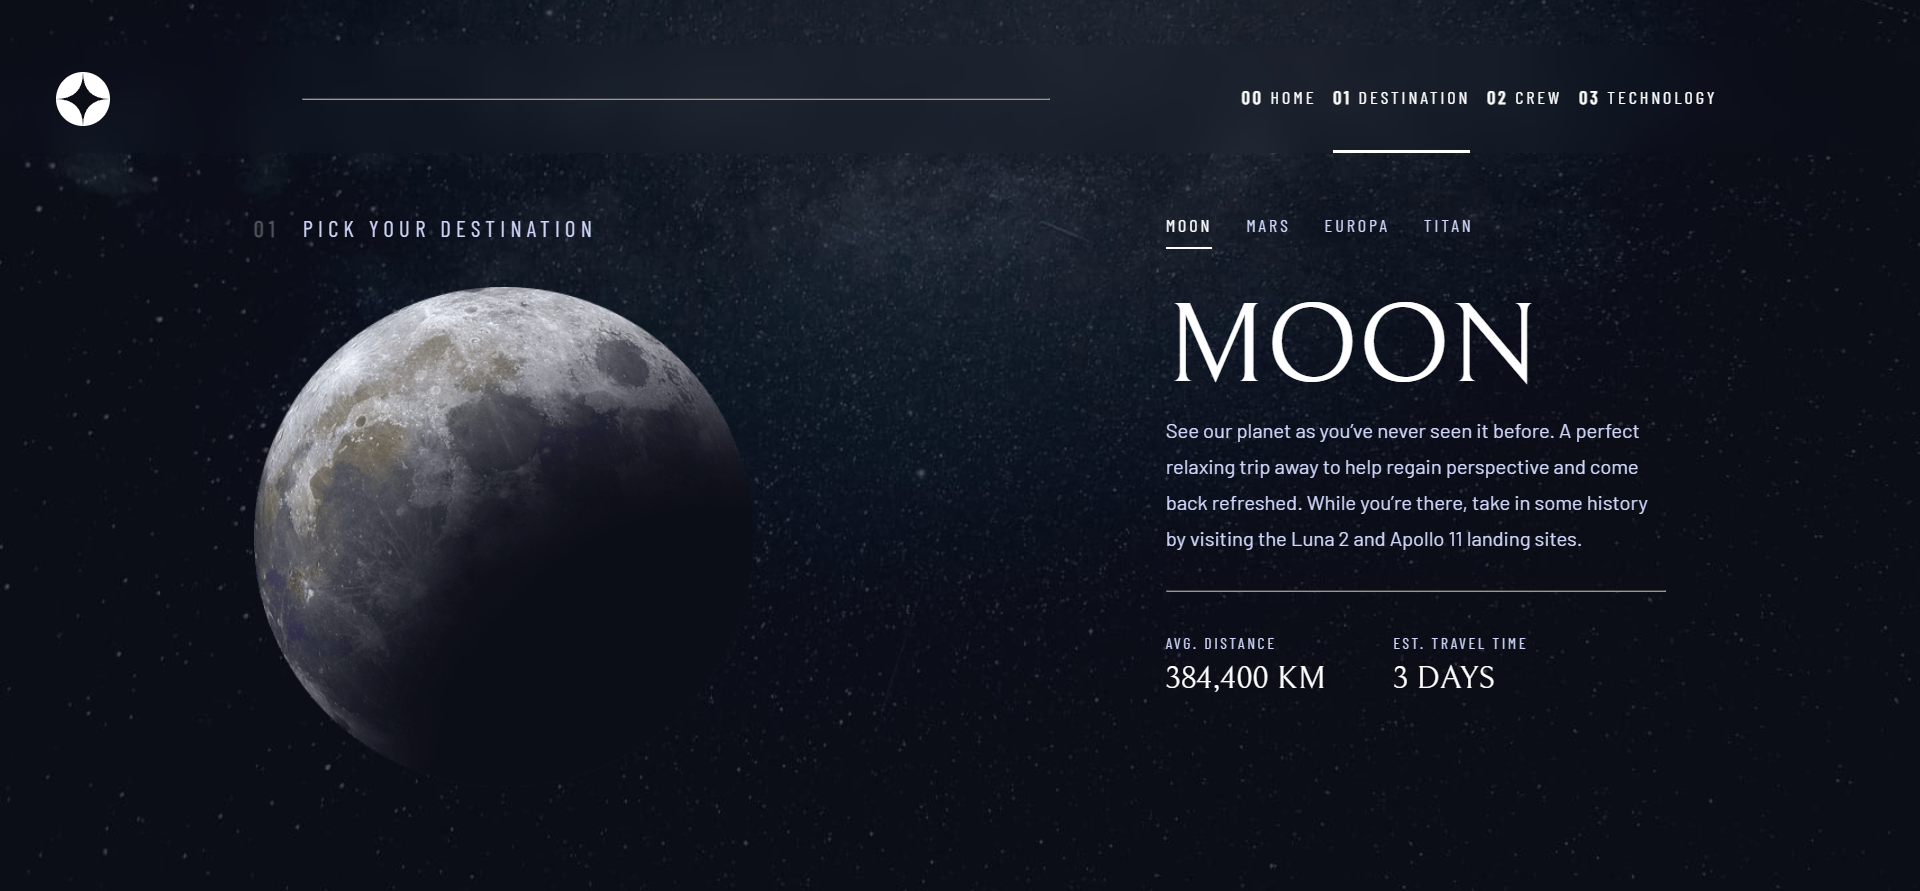 00 HOME 01 DESTINATION 02 CREW 03 TECHNOLOGY
01 PICK YOUR DESTINATION
MOON MARS EUROPA TITAN
MOON
See our planet as you’ve never seen it before. A perfect
relaxing trip away to help regain perspective and come
back refreshed. While you’re there, take in some history
by visiting the Luna 2 and Apollo 11 landing sites.
AVG. DISTANCE
384,400 KM
EST. TRAVEL TIME
3 DAYS